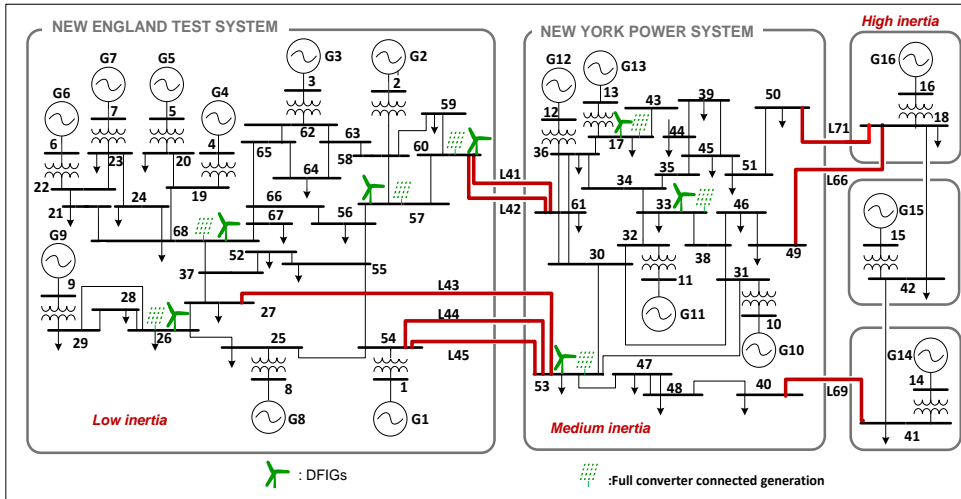 NEW ENGLAND TEST SYSTEM
NEW YORK POWER SYSTEM
High inertia
G7 G5 G3 G2 G12 G13 G16
G6 G4
3 2 59 12 13 43 39 50 16
7 5 62 63 60 36 17 44 L71 18
6 4 65 58 45
23 20 64 L41 34 35 51 L66
22 19 66 57 L42 61 33 46 G15
21 24 67 56 49 15
G9 68 52 32 38
37 55 30 31 42
9 L43 11
28 27 L44 G11 10 G14
29 26 25 54 L45 47 G10 14
53 48 40 L69
8 1 41
Low inertia
G8 G1
Medium inertia
: DFIGs
:Full converter connected generation